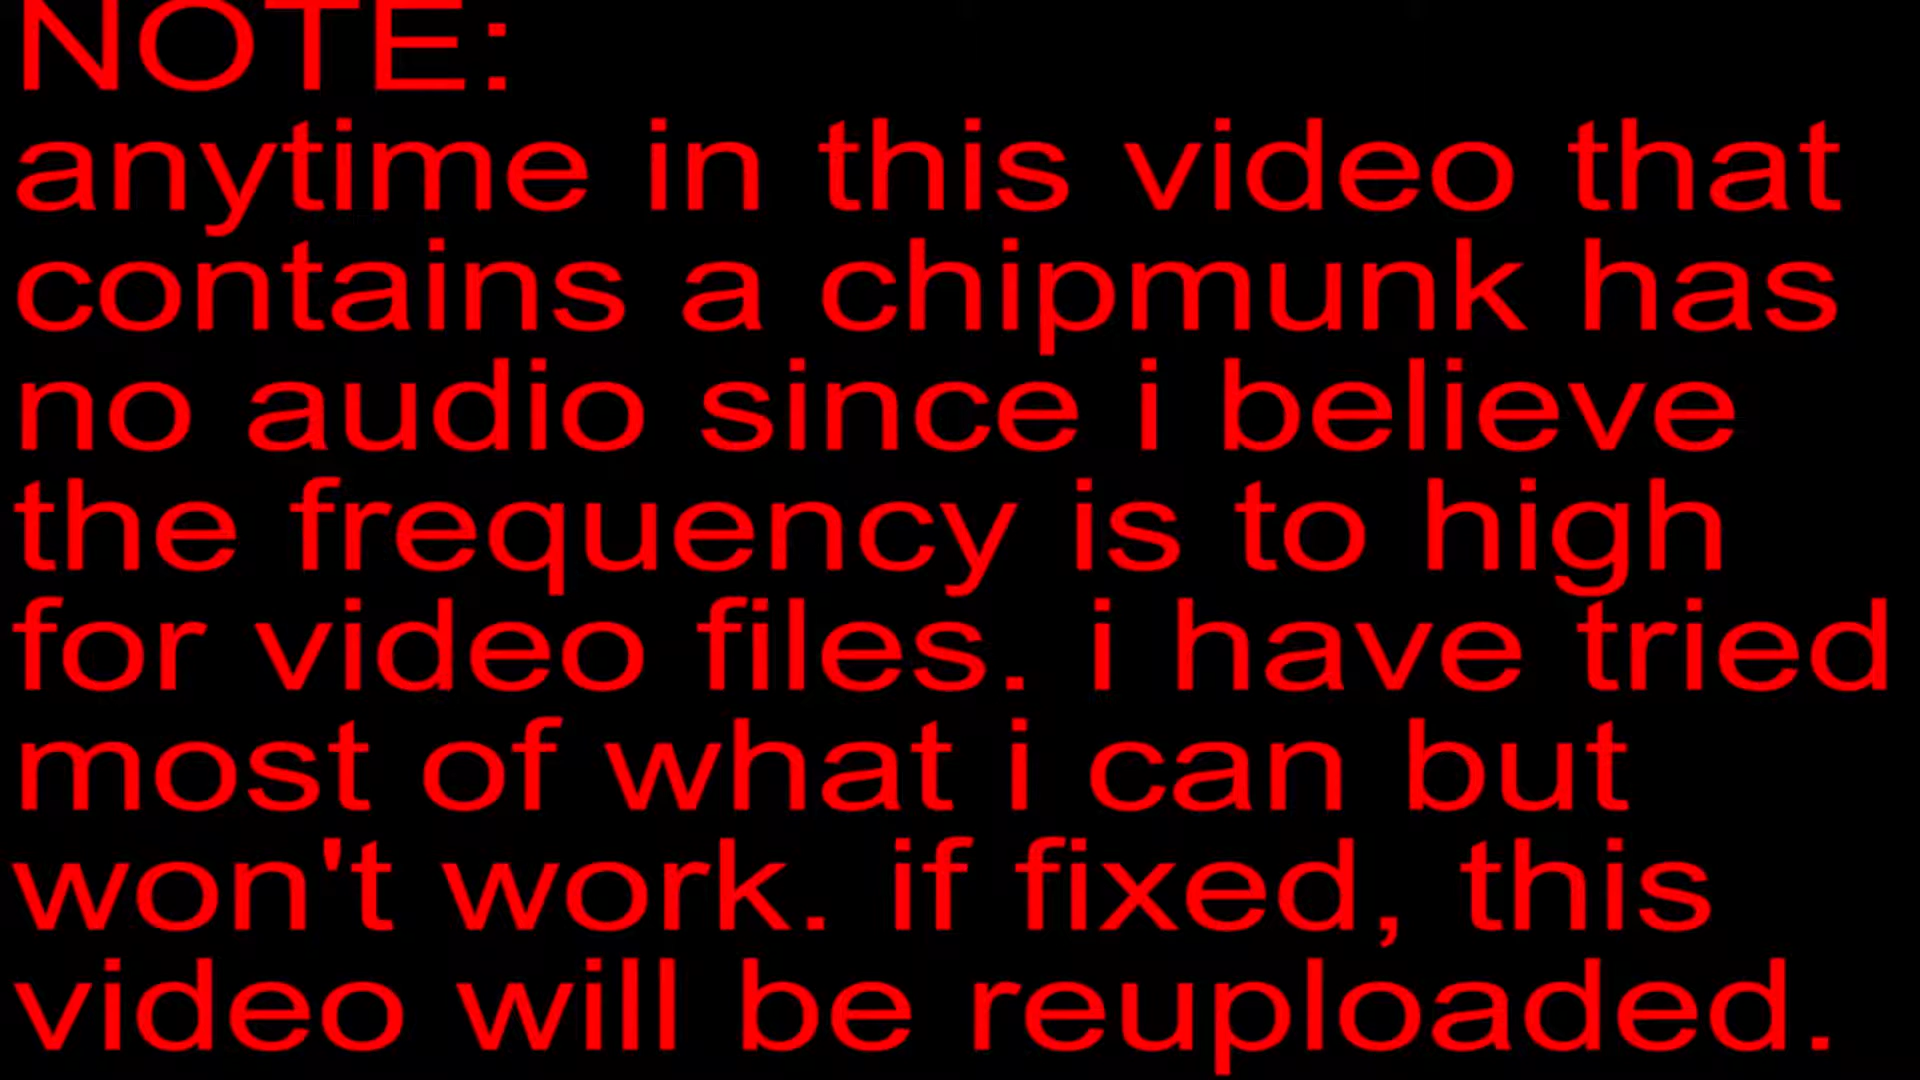 NOTE:
anytime in this video that
contains a chipmunk has
no audio since i believe
the frequency is to high
for video files. i have tried
most of what i can but
won't work. if fixed, this
video will be reuploaded.